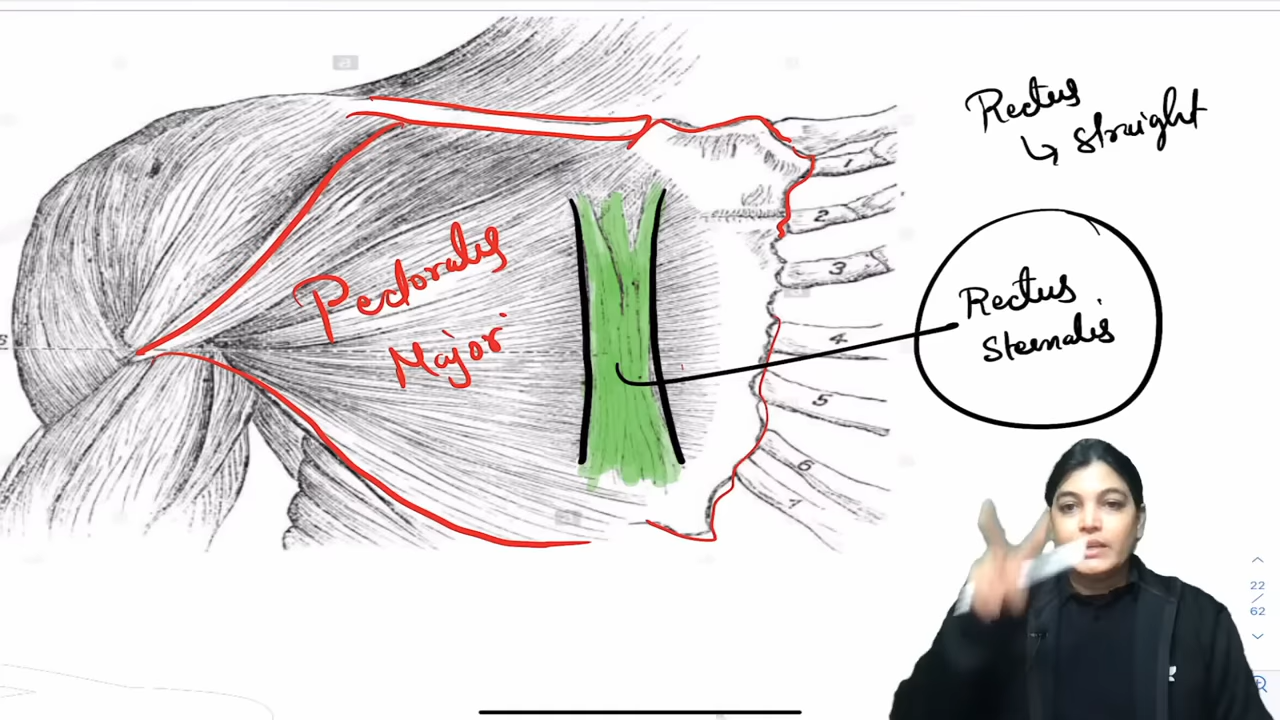 Rectus
↳ Straight
1
2
3
4
5
6
7
Pectoralis
Major
Rectus
Sternalis
22
/
62